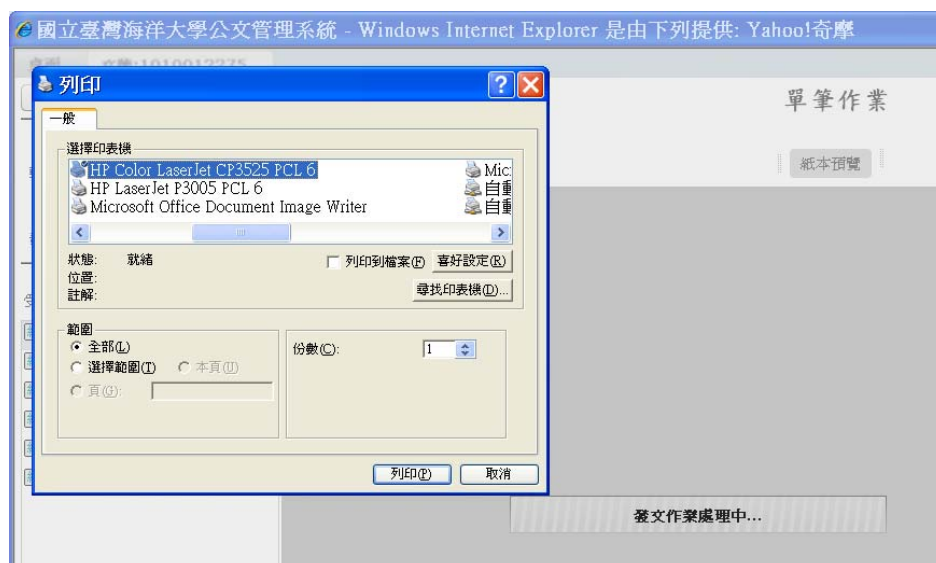 國立臺灣海洋大學公文管理系統 - Windows Internet Explorer 是由下列提供: Yahoo!奇摩
文號:1010012275
列印
一般
單筆作業
紙本預覽
選擇印表機
HP Color LaserJet CP3525 PCL 6
Mic
HP LaserJet P3005 PCL 6
自動
Microsoft Office Document Image Writer
自動
狀態: 就緒
列印到檔案(F)
喜好設定(R)
位置:
註解:
尋找印表機(D)...
範圍
全部(L)
份數(C): 1
選擇範圍(T)
本頁(U)
頁(G):
列印(P)
取消
發文作業處理中...